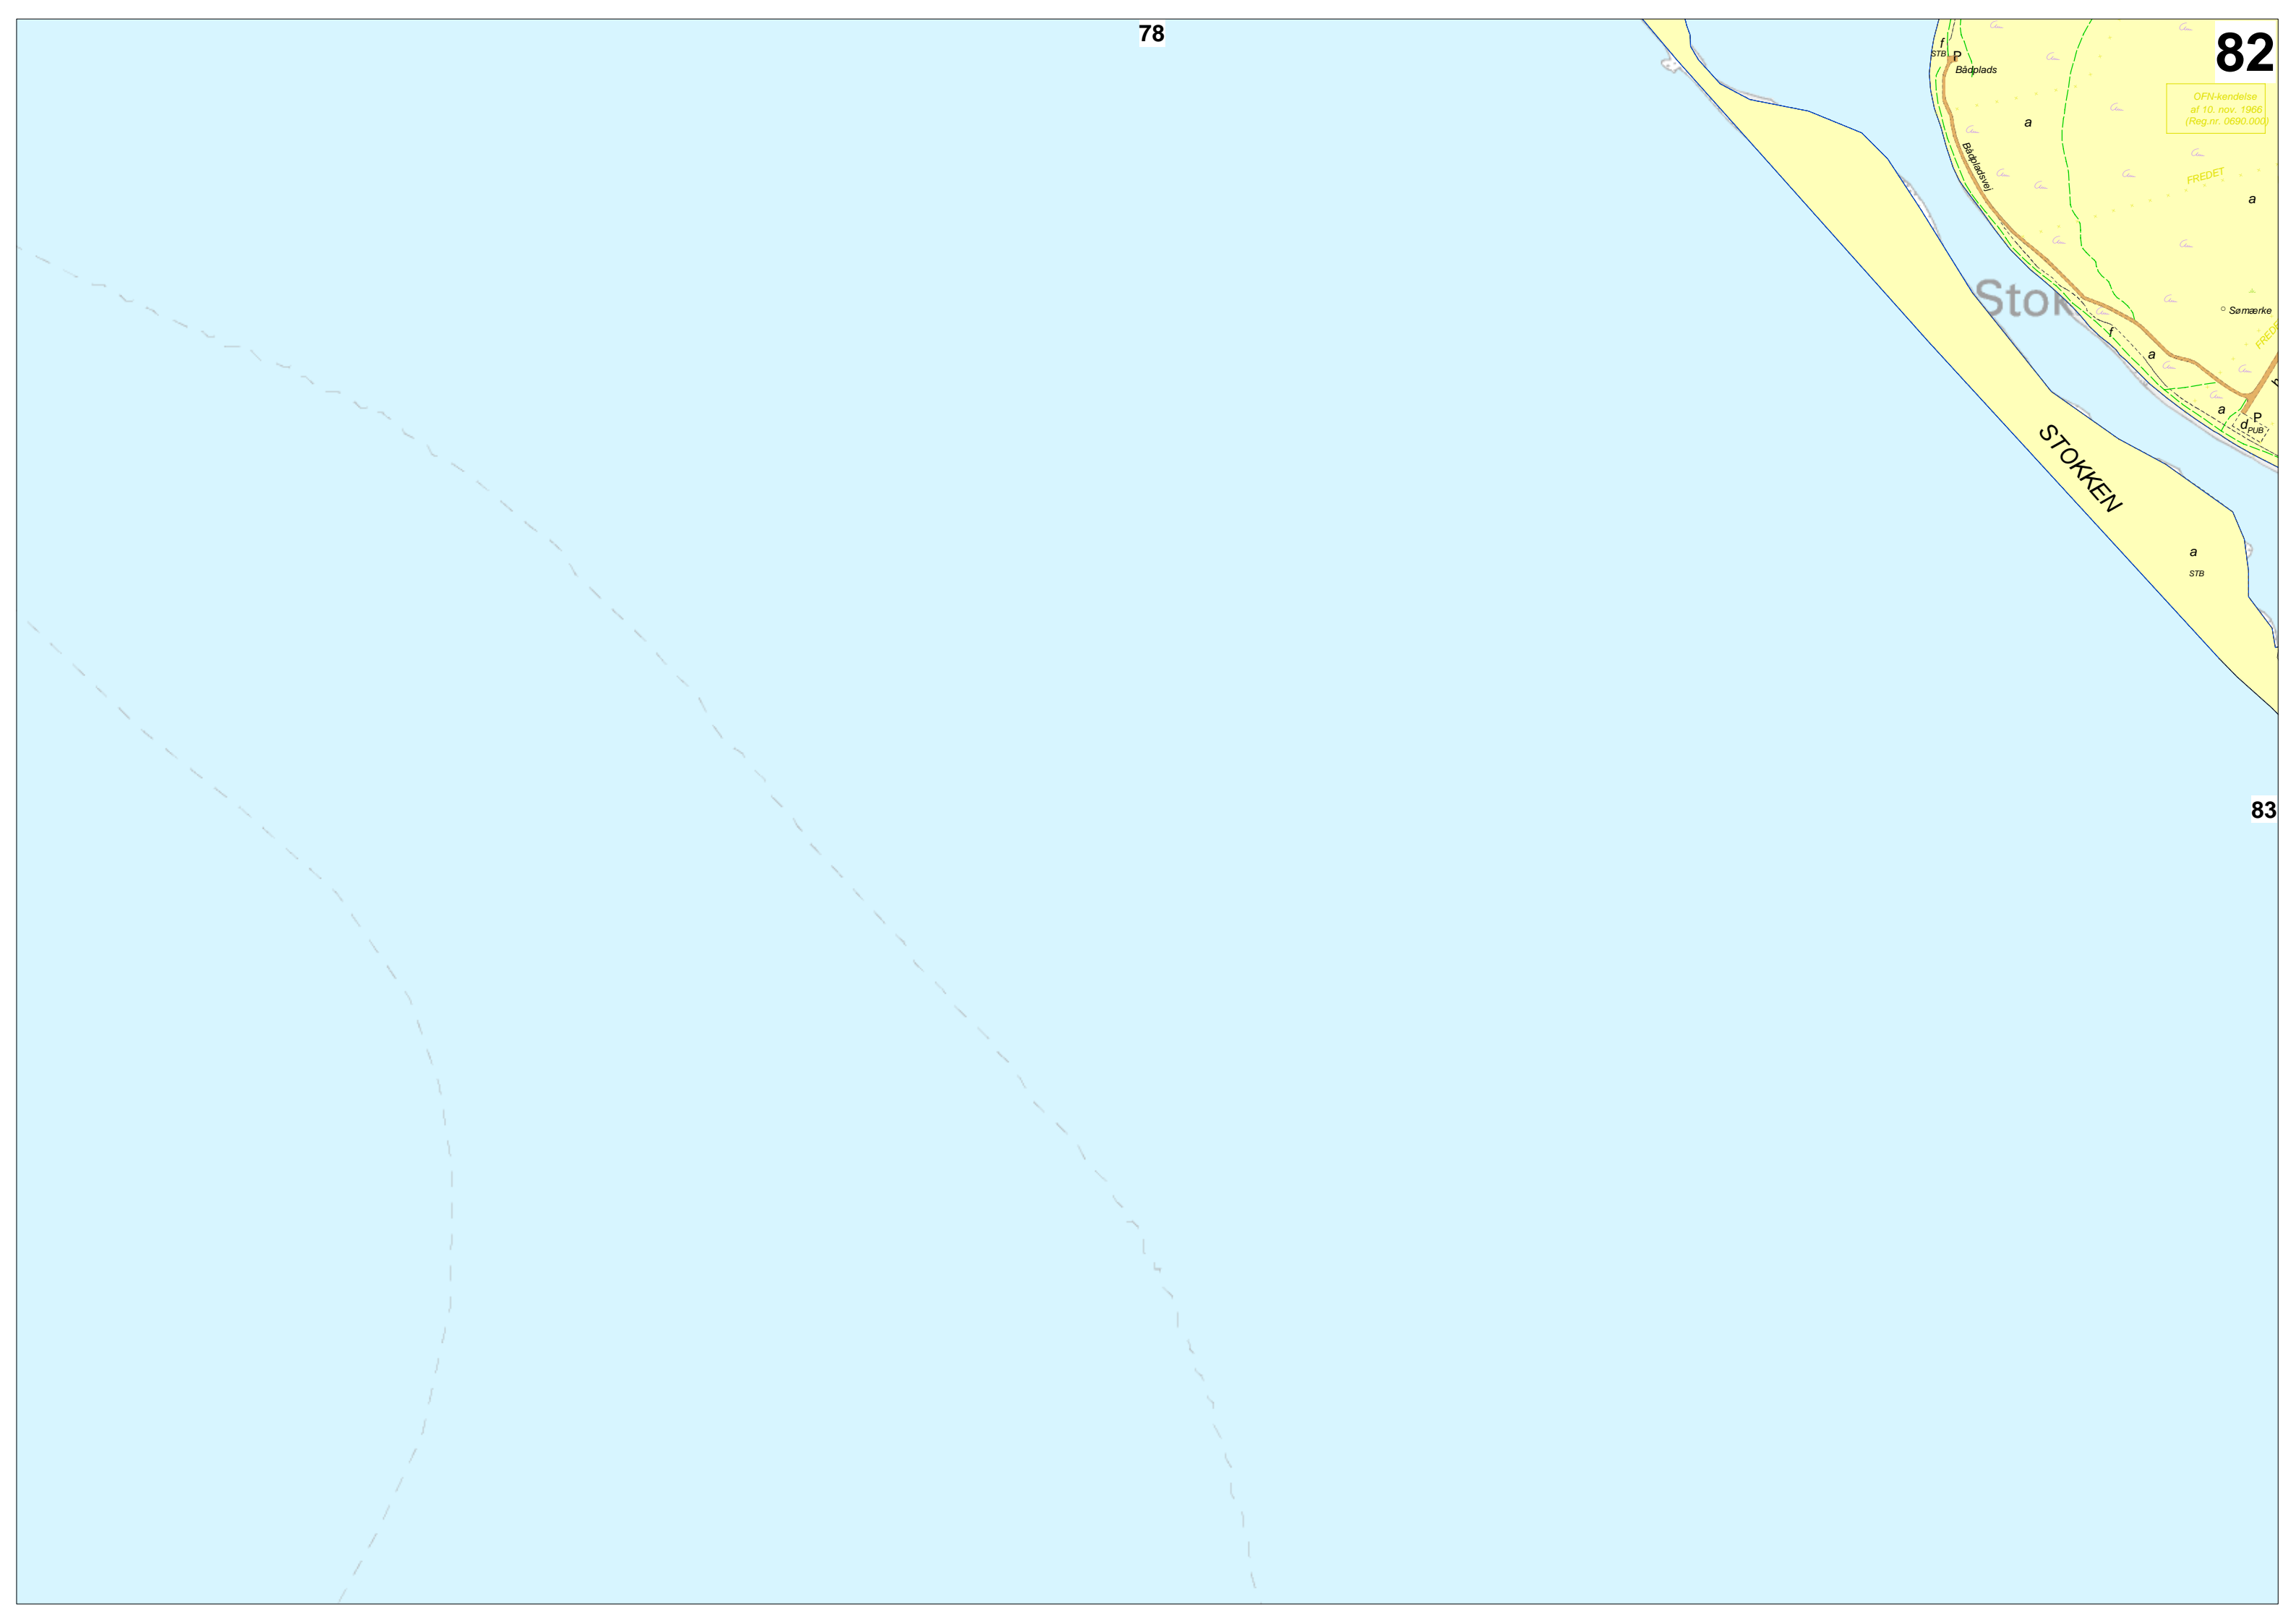 78
82
f
STB
P
Bådplads
OFN-kendelse
af 10. nov. 1966
(Reg.nr. 0690.000)
a
Bådpladsvej
FREDET
a
Stok
Sømærke
f
a
a
P
d
PUB
STOKKEN
a
STB
83